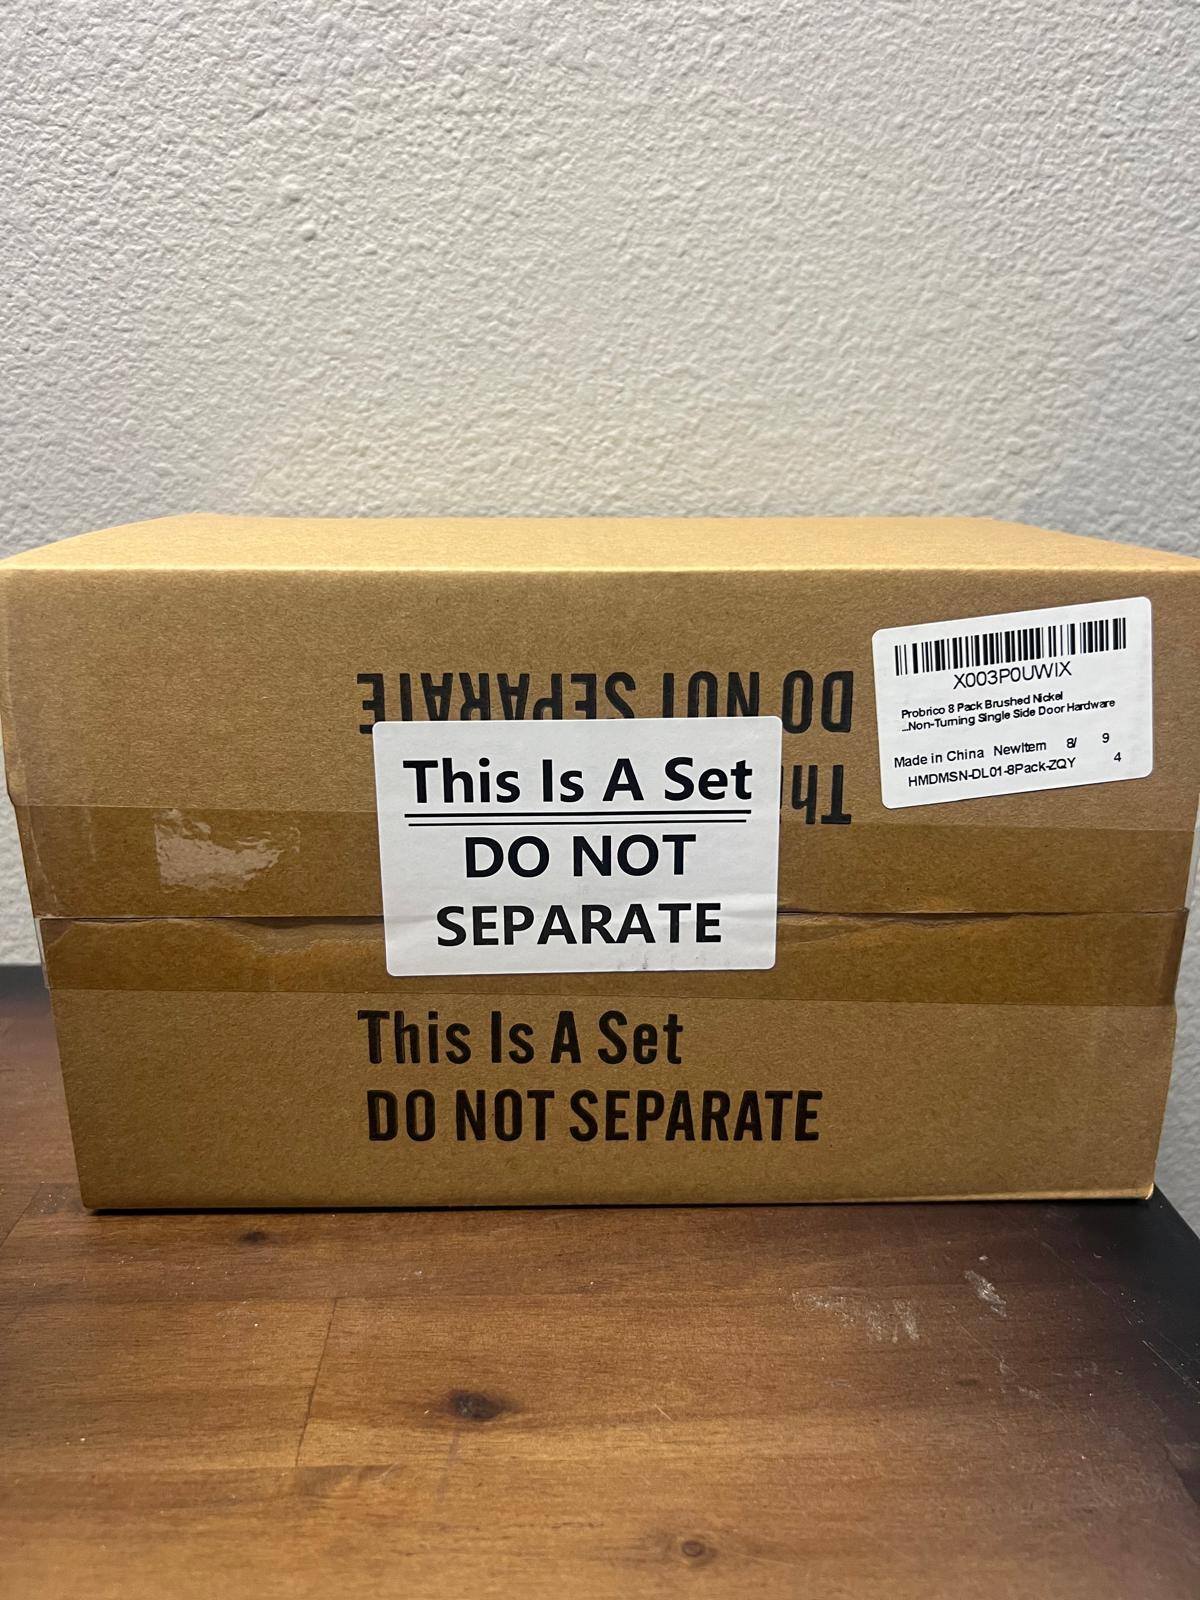 DO NOT SEPARATE
Th
X003P0UWIX
Probrico 8 Pack Brushed Nickel
...Non-Turning Single Side Door Hardware
Made in China NewItem 8/ 9
HMDMSN-DL01-8Pack-ZQY 4
This Is A Set
DO NOT
SEPARATE
This Is A Set
DO NOT SEPARATE